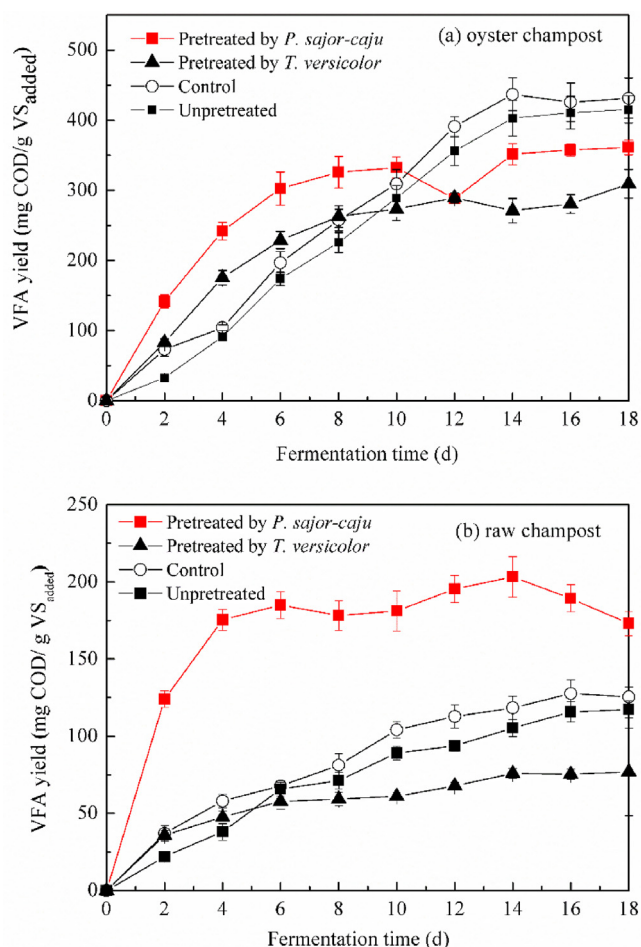 (a) oyster champost
Pretreated by P. sajor-caju
Pretreated by T. versicolor
Control
Unpretreated
VFA yield (mg COD/g VSadded)
500
400
300
200
100
0
0 2 4 6 8 10 12 14 16 18
Fermentation time (d)
(b) raw champost
Pretreated by P. sajor-caju
Pretreated by T. versicolor
Control
Unpretreated
VFA yield (mg COD/ g VSadded)
250
200
150
100
50
0
0 2 4 6 8 10 12 14 16 18
Fermentation time (d)